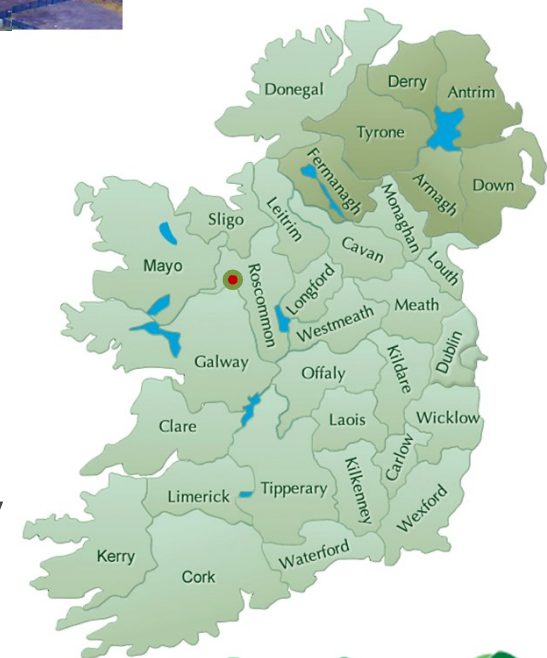 Donegal
Derry
Antrim
Tyrone
Fermanagh
Armagh
Down
Monaghan
Sligo
Leitrim
Cavan
Louth
Mayo
Roscommon
Longford
Meath
Westmeath
Dublin
Galway
Offaly
Kildare
Clare
Laois
Wicklow
Carlow
Limerick
Tipperary
Kilkenny
Wexford
Waterford
Kerry
Cork